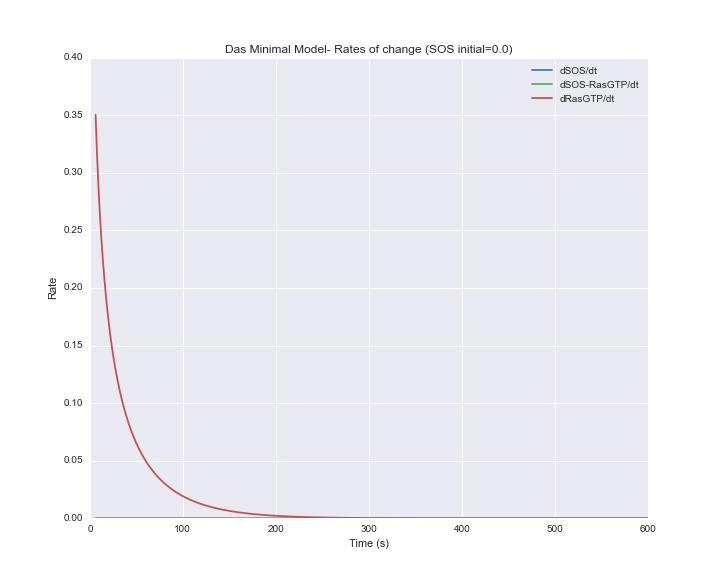 Das Minimal Model- Rates of change (SOS initial=0.0)
0.40
0.35
0.30
0.25
0.20
0.15
0.10
0.05
0.00
Rate
dSOS/dt
dSOS-RasGTP/dt
dRasGTP/dt
0 100 200 300 400 500 600
Time (s)